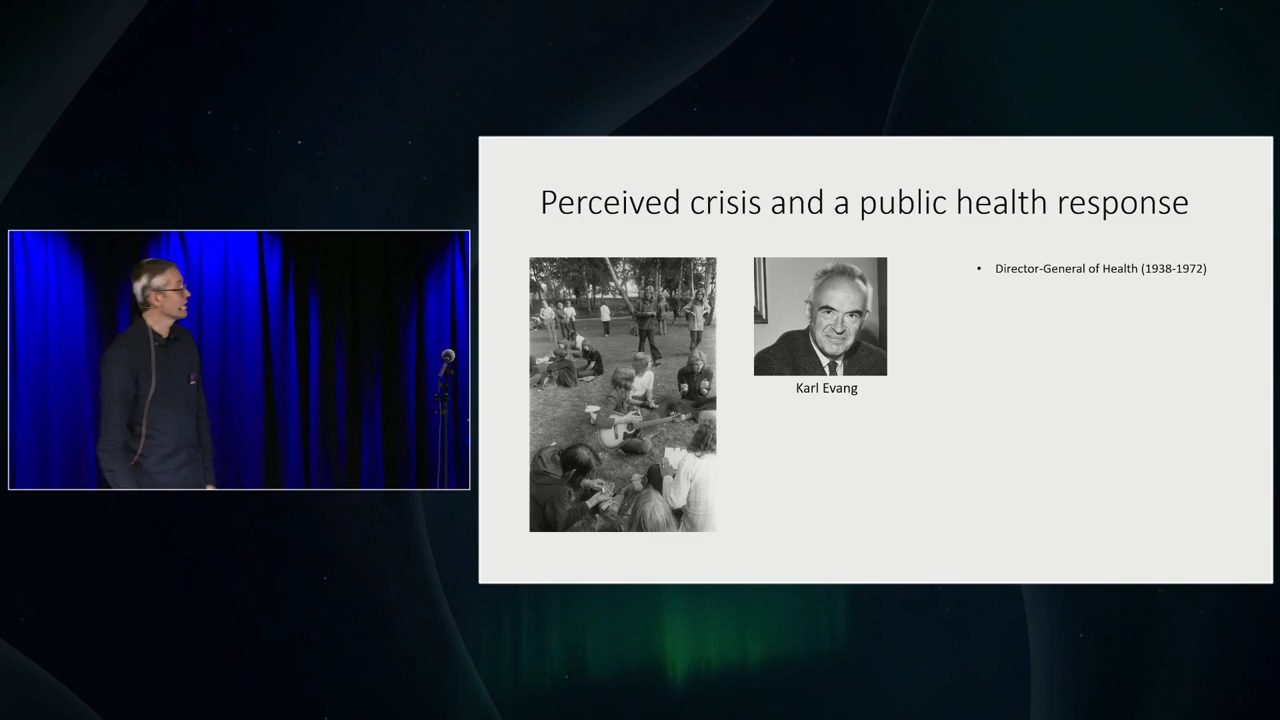 Perceived crisis and a public health response
Karl Evang
• Director-General of Health (1938-1972)